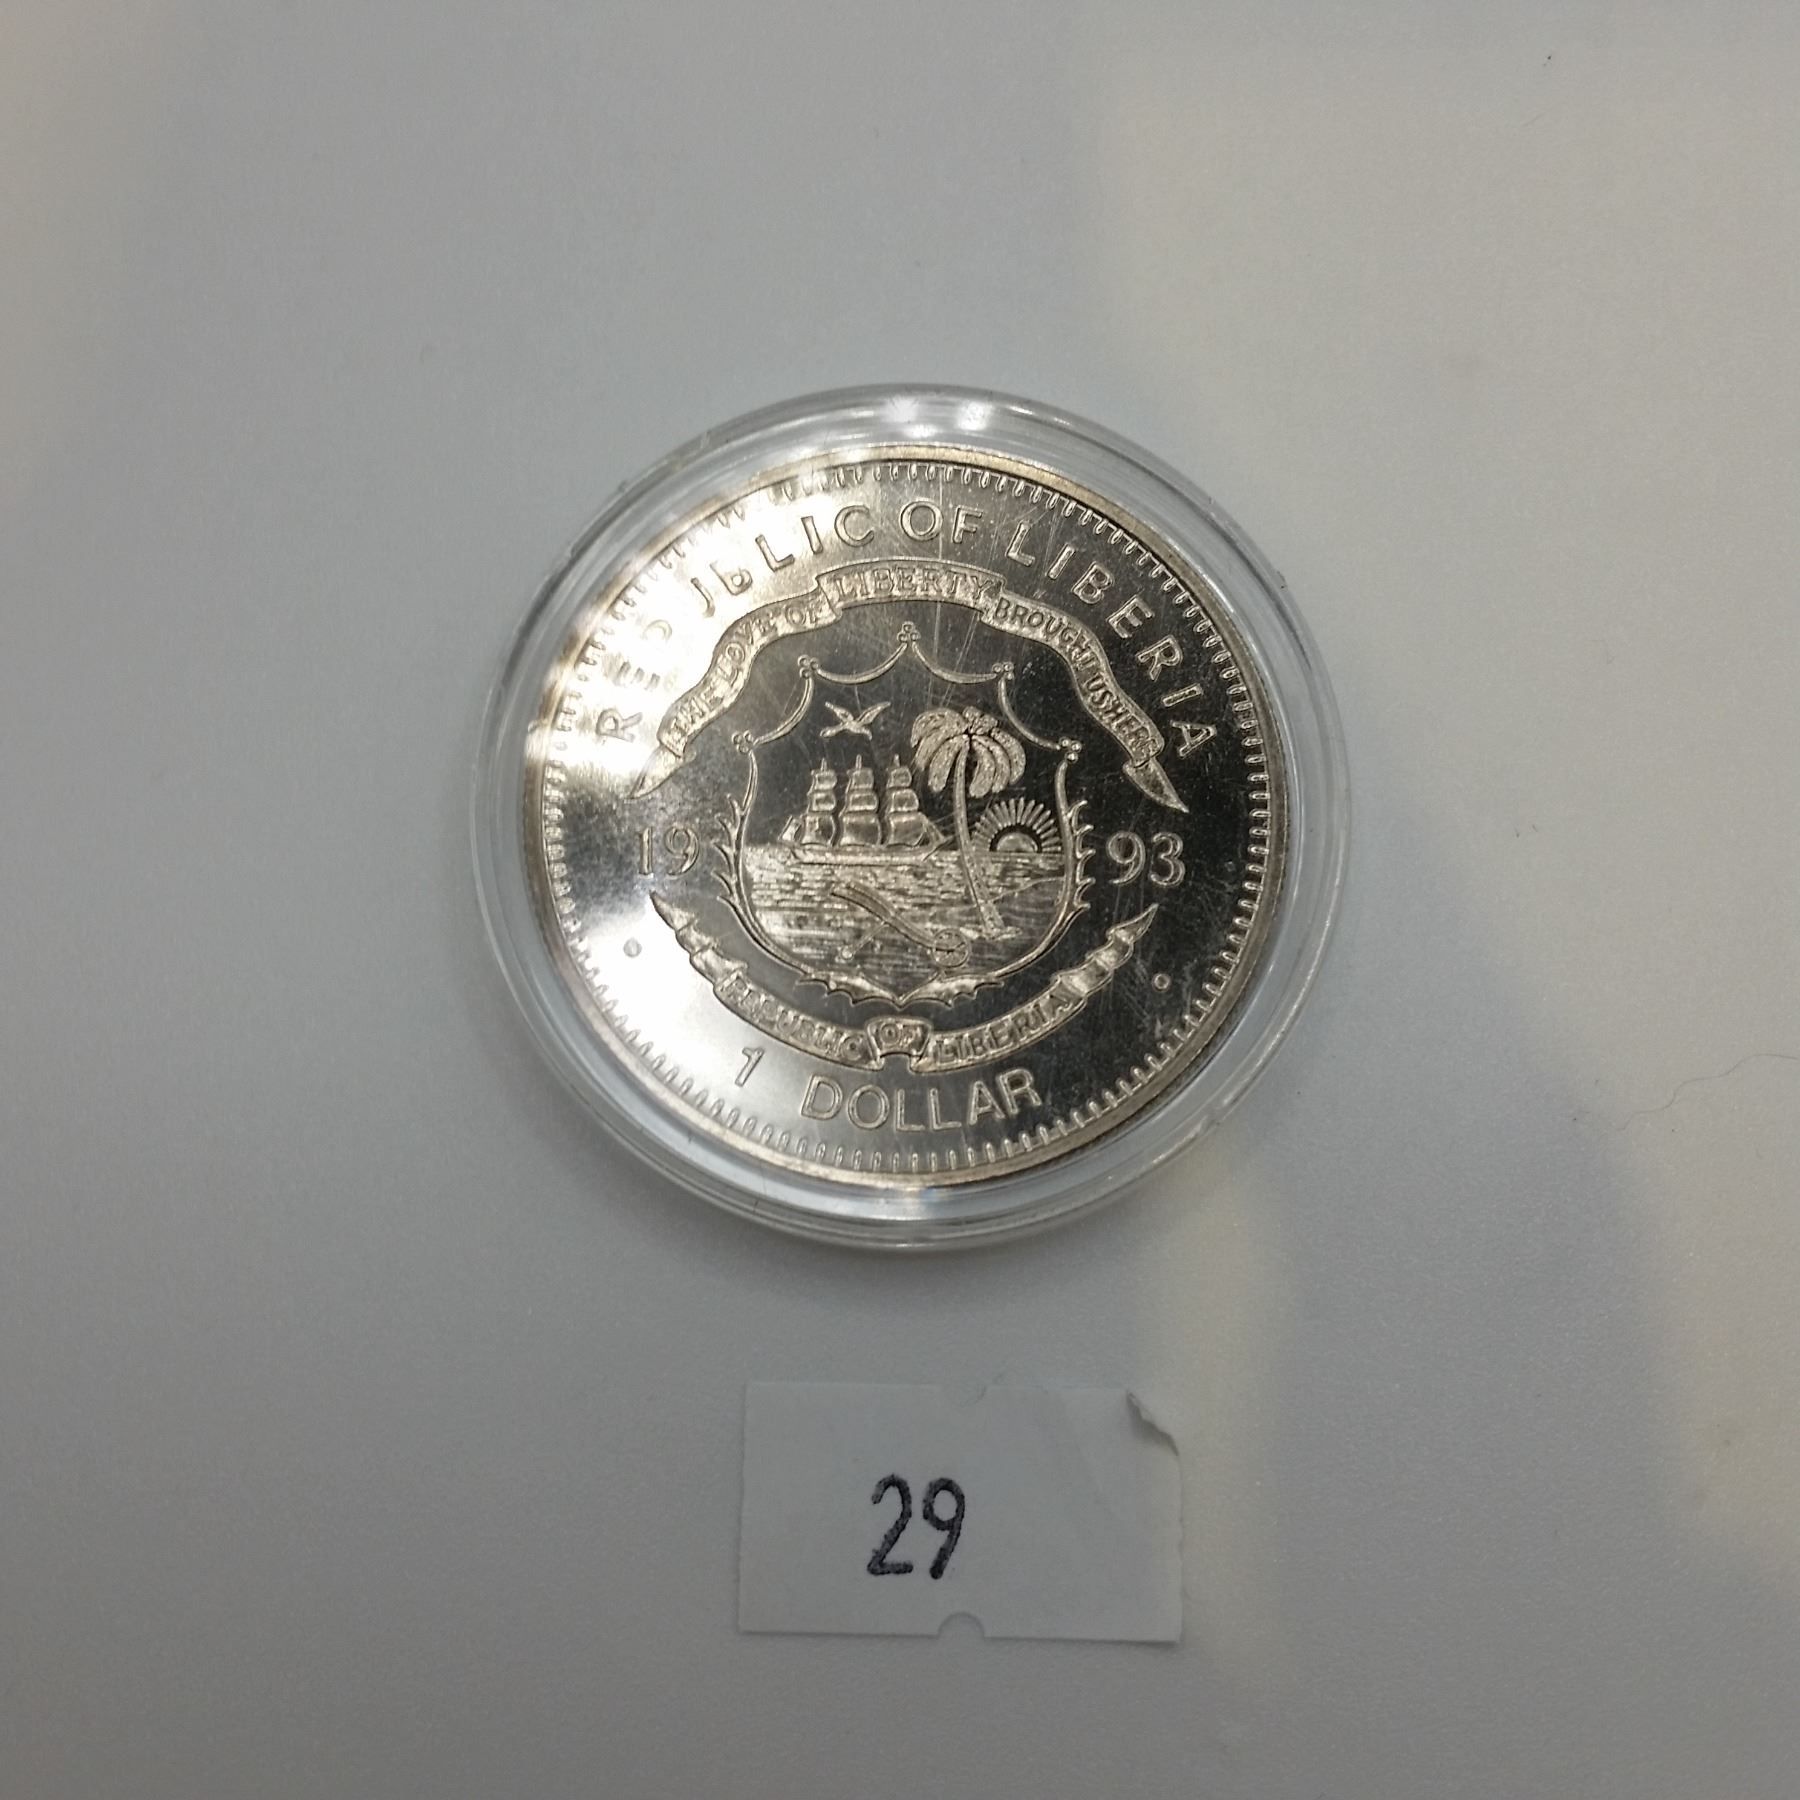 REPUBLIC OF LIBERIA
THE LOVE OF LIBERTY BROUGHT US HERE
19 93
REPUBLIC OF LIBERIA
1 DOLLAR
29